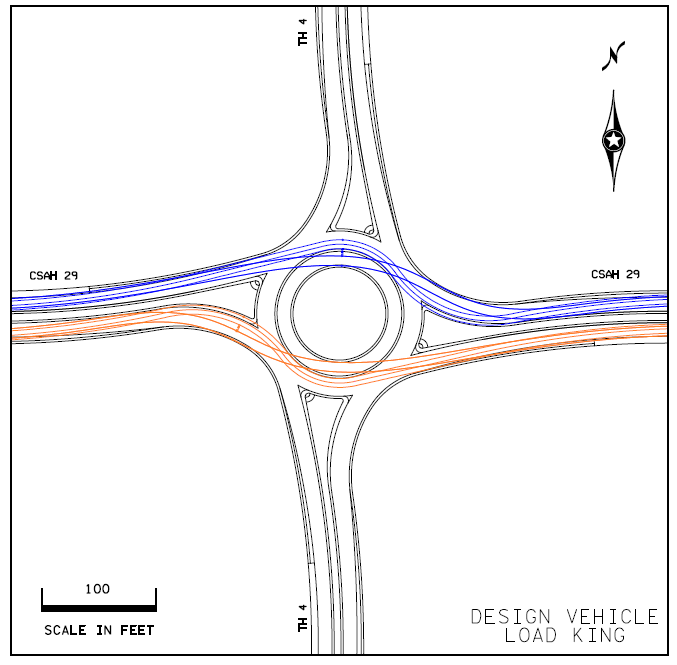 TH 4
N
CSAH 29
CSAH 29
TH 4
100
SCALE IN FEET
DESIGN VEHICLE
LOAD KING